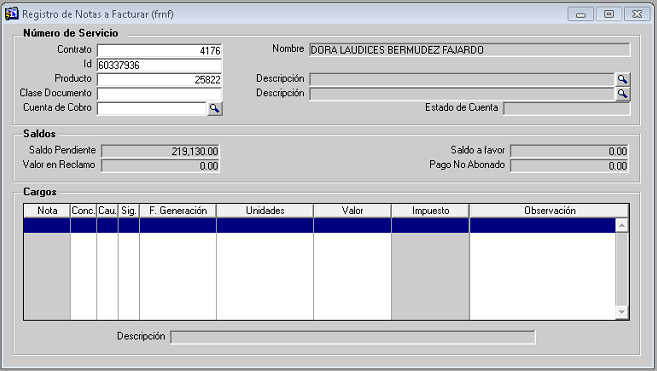 Registro de Notas a Facturar (frnf)
Número de Servicio
Contrato 4176 Nombre DORA LAUDICES BERMUDEZ FAJARDO
Id 60337936
Producto 25822 Descripción
Clase Documento Descripción
Cuenta de Cobro Estado de Cuenta
Saldos
Saldo Pendiente 219,130.00 Saldo a favor 0.00
Valor en Reclamo 0.00 Pago No Abonado 0.00
Cargos
Nota Conc. Cau. Sig. F. Generación Unidades Valor Impuesto Observación
Descripción